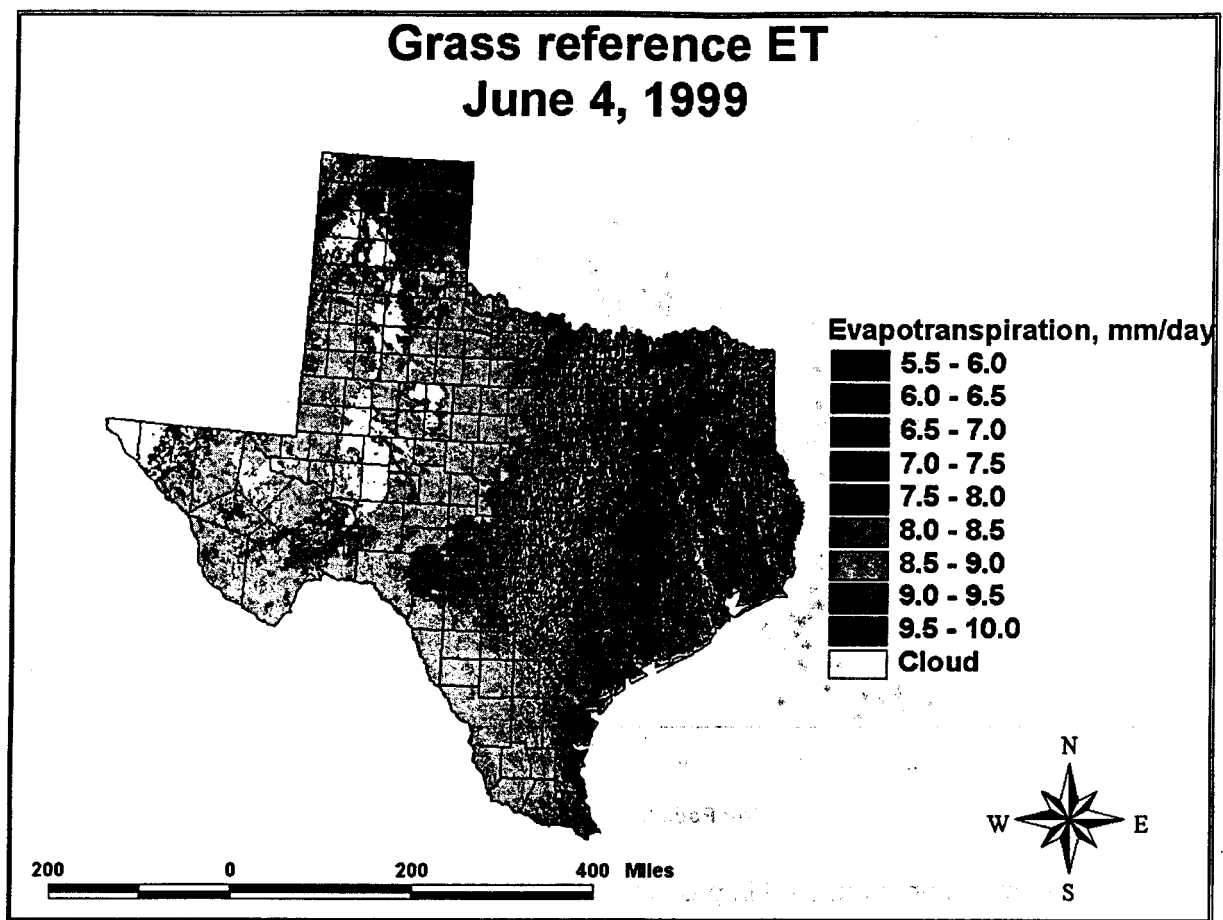 Grass reference ET
June 4, 1999
Evapotranspiration, mm/day
5.5 - 6.0
6.0 - 6.5
6.5 - 7.0
7.0 - 7.5
7.5 - 8.0
8.0 - 8.5
8.5 - 9.0
9.0 - 9.5
9.5 - 10.0
Cloud
N
W E
S
200 0 200 400 Miles